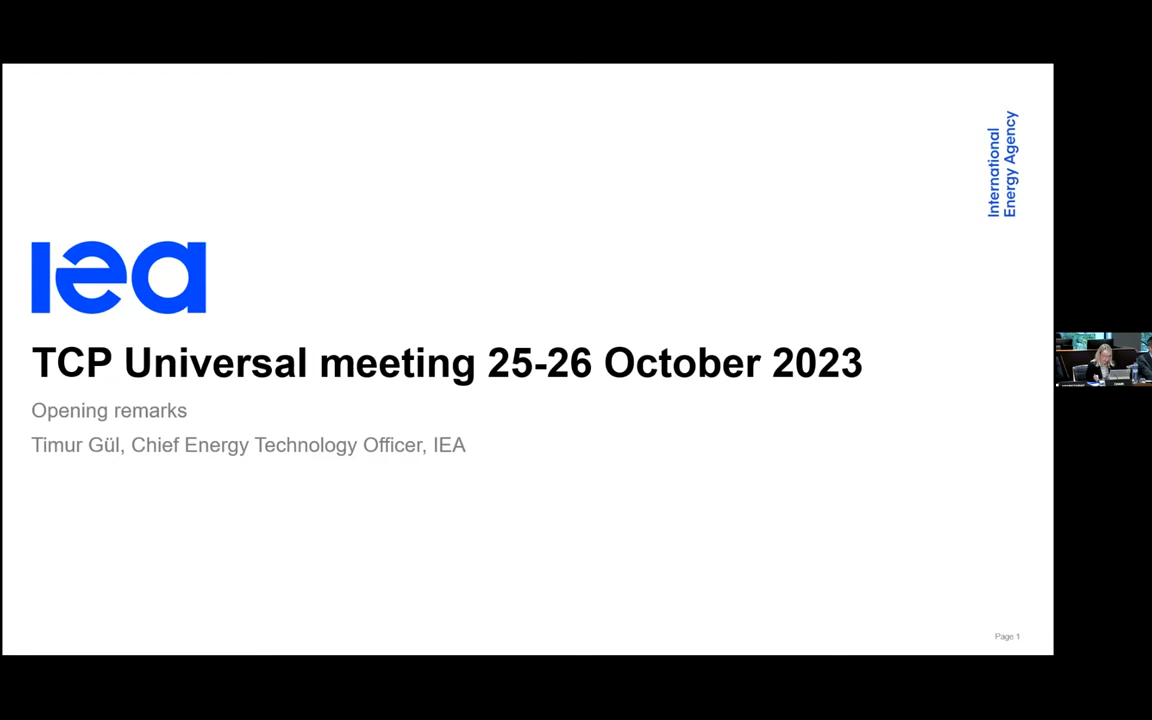 International
Energy Agency
iea
TCP Universal meeting 25-26 October 2023
Opening remarks
Timur Gül, Chief Energy Technology Officer, IEA
Page 1